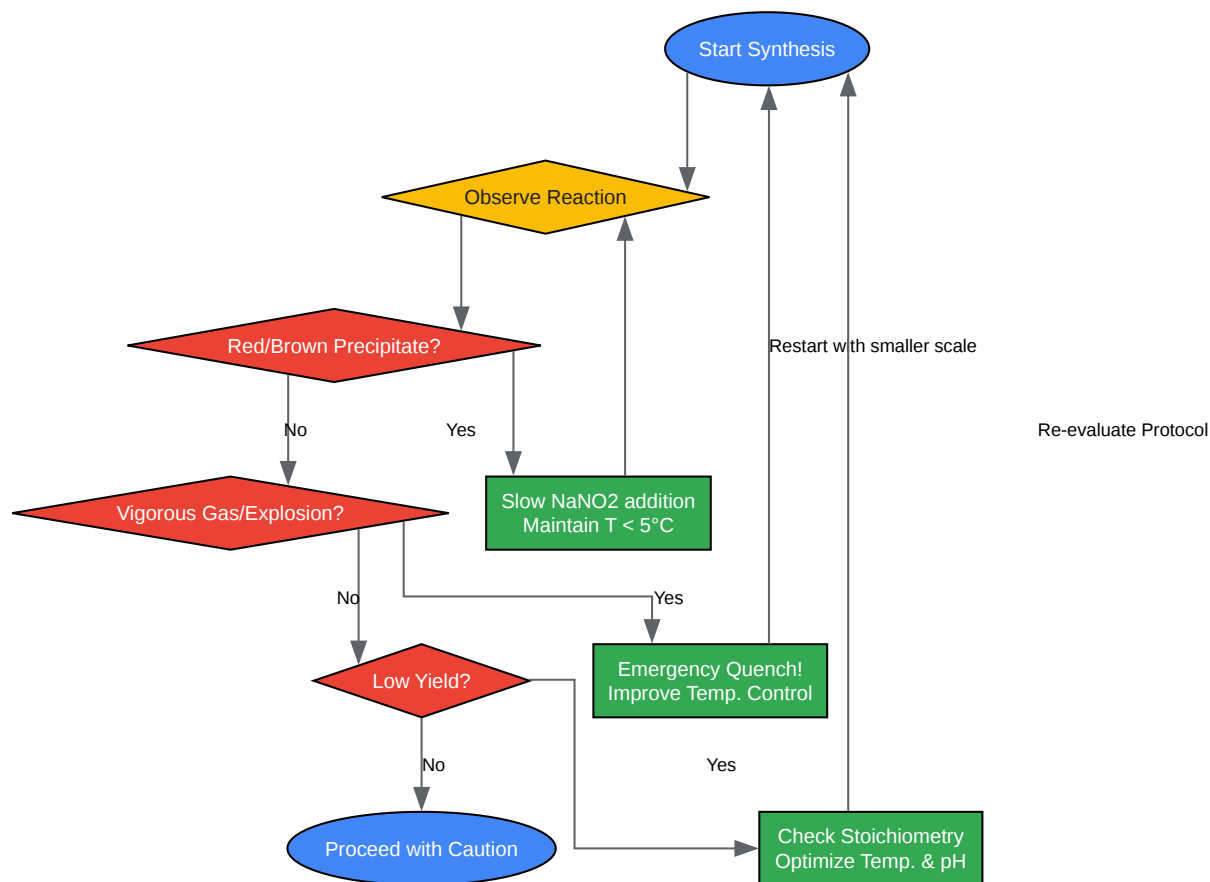 Start Synthesis
Observe Reaction
Red/Brown Precipitate?
Restart with smaller scale
No
Yes
Re-evaluate Protocol
Slow NaNO2 addition
Maintain T < 5°C
Vigorous Gas/Explosion?
No
Yes
Emergency Quench!
Improve Temp. Control
Low Yield?
No
Yes
Check Stoichiometry
Optimize Temp. & pH
Proceed with Caution